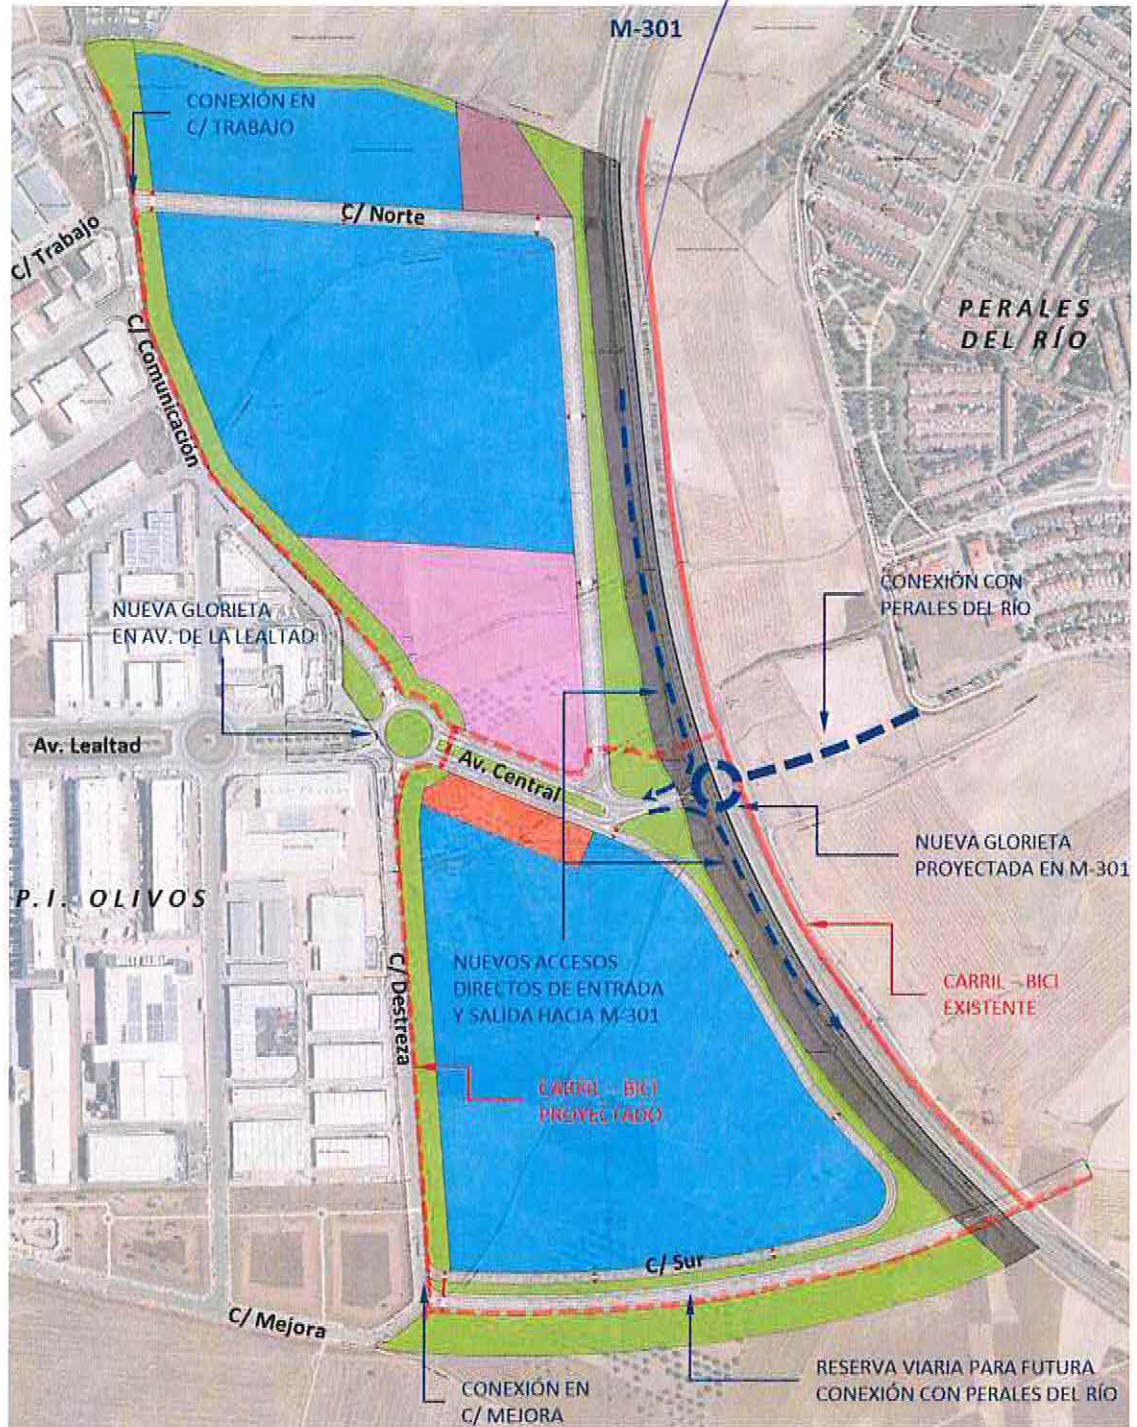 M-301
CONEXIÓN EN
C/ TRABAJO
C/ Norte
C/ Trabajo
PERALES
DEL RÍO
C/ Comunicación
CONEXIÓN CON
PERALES DEL RÍO
NUEVA GLORIETA
EN AV. DE LA LEALTAD
Av. Lealtad
Av. Central
NUEVA GLORIETA
PROYECTADA EN M-301
P.I. OLIVOS
NUEVOS ACCESOS
DIRECTOS DE ENTRADA
Y SALIDA HACIA M-301
CARRIL – BICI
EXISTENTE
C/ Destreza
CARRIL – BICI
PROYECTADO
C/ Sur
C/ Mejora
RESERVA VIARIA PARA FUTURA
CONEXIÓN CON PERALES DEL RÍO
CONEXIÓN EN
C/ MEJORA